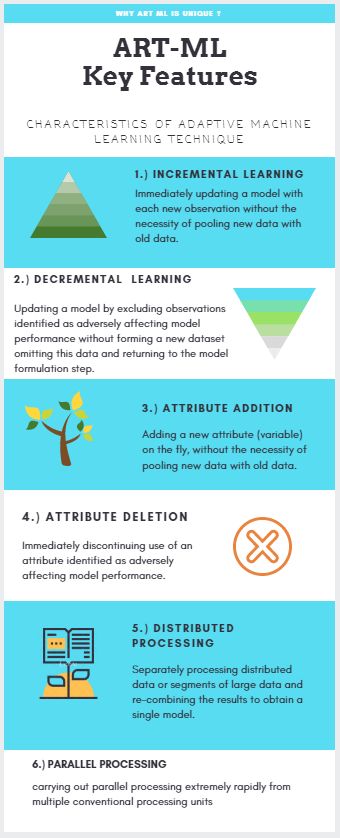 WHY ART ML IS UNIQUE ?
ART-ML
Key Features
CHARACTERISTICS OF ADAPTIVE MACHINE
LEARNING TECHNIQUE
1.) INCREMENTAL LEARNING
Immediately updating a model with
each new observation without the
necessity of pooling new data with
old data.
2.) DECREMENTAL LEARNING
Updating a model by excluding observations
identified as adversely affecting model
performance without forming a new dataset
omitting this data and returning to the model
formulation step.
3.) ATTRIBUTE ADDITION
Adding a new attribute (variable)
on the fly, without the necessity of
pooling new data with old data.
4.) ATTRIBUTE DELETION
Immediately discontinuing use of an
attribute identified as adversely
affecting model performance.
5.) DISTRIBUTED
PROCESSING
Separately processing distributed
data or segments of large data and
re-combining the results to obtain a
single model.
6.) PARALLEL PROCESSING
carrying out parallel processing extremely rapidly from
multiple conventional processing units